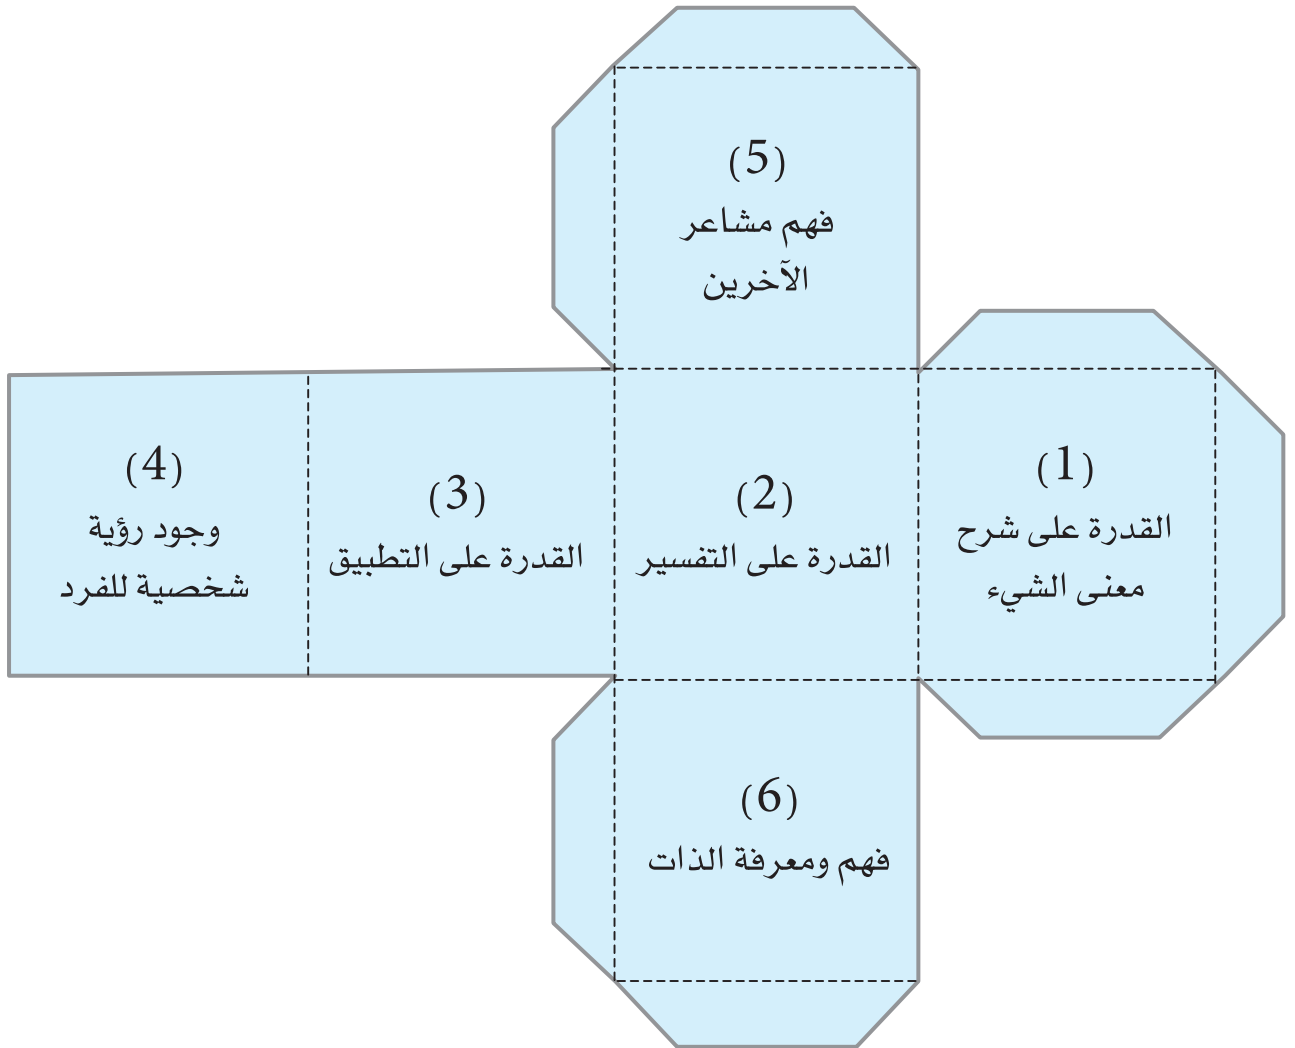 (5)
فهم مشاعر
الآخرين
(1)
القدرة على شرح
معنى الشيء
(2)
القدرة على التفسير
(3)
القدرة على التطبيق
(4)
وجود رؤية
شخصية للفرد
(6)
فهم ومعرفة الذات